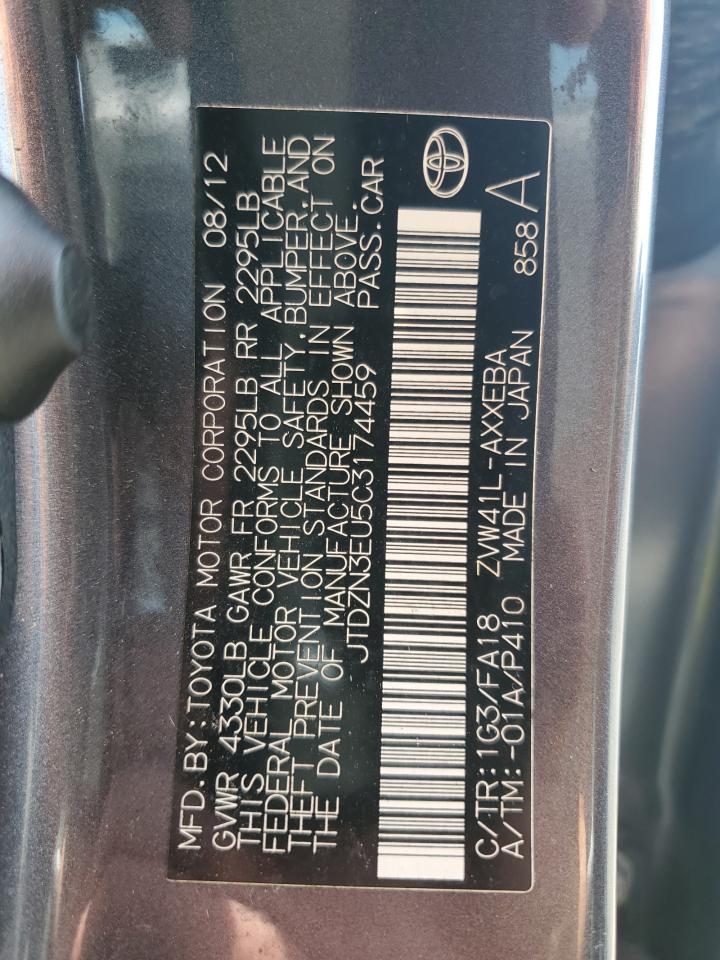 MFD. BY: TOYOTA MOTOR CORPORATION 08/12
GVWR 4330LB GAWR FR 2295LB RR 2295LB
THIS VEHICLE CONFORMS TO ALL APPLICABLE
FEDERAL MOTOR VEHICLE SAFETY, BUMPER, AND
THEFT PREVENTION STANDARDS IN EFFECT ON
THE DATE OF MANUFACTURE SHOWN ABOVE.
JTDZN3EU5C3174459 PASS. CAR
C/TR: 1G3/FA18 ZVW41L-AXXEBA
A/TM: -01A/P410 MADE IN JAPAN 858 A